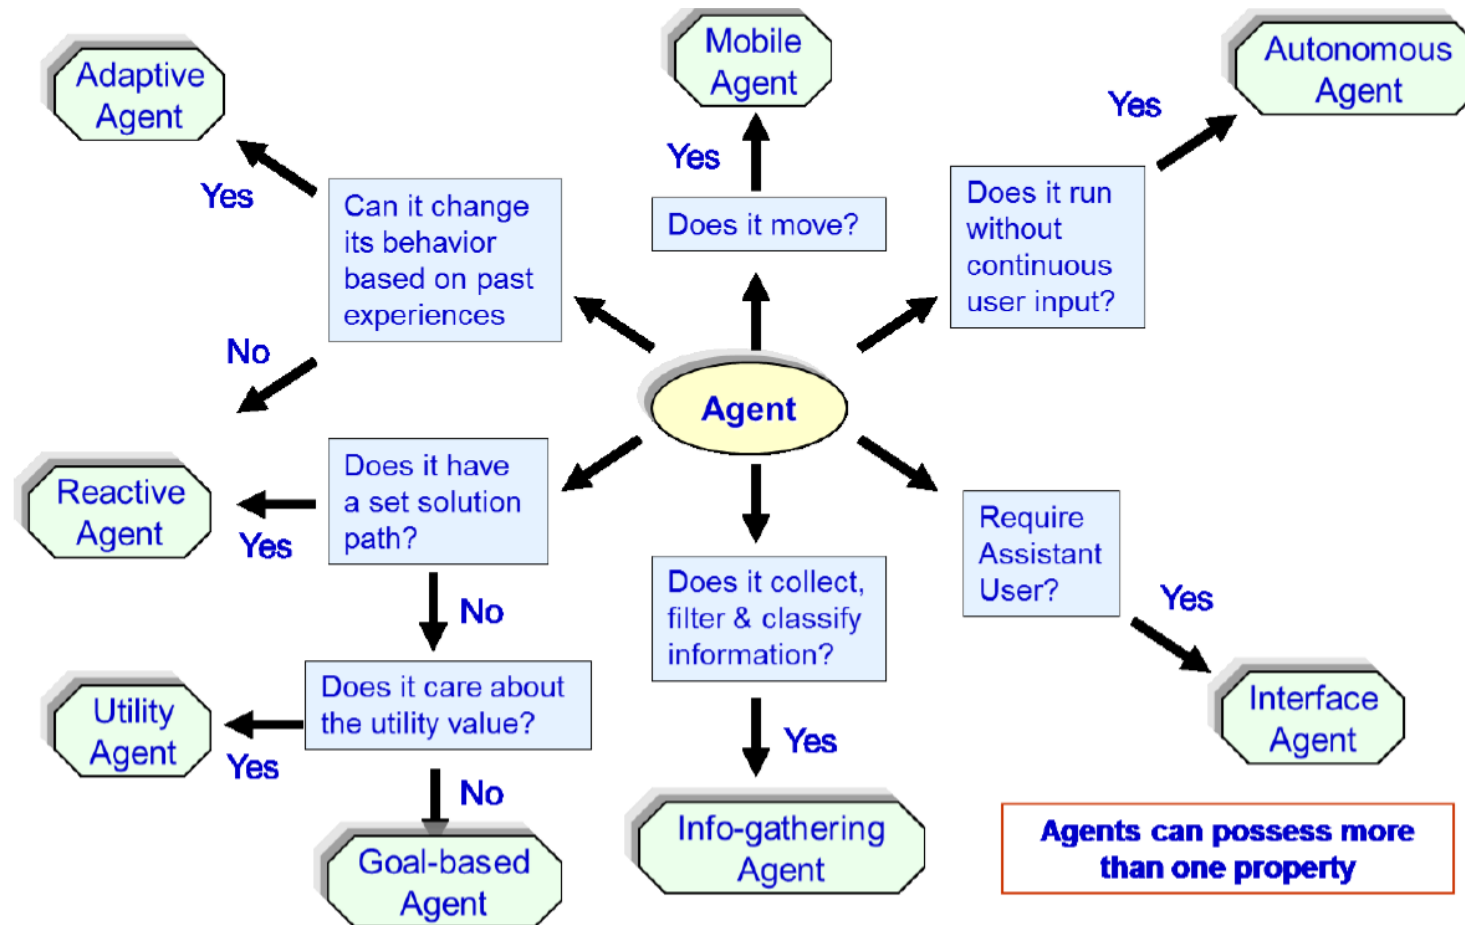 Adaptive
Agent
Mobile
Agent
Autonomous
Agent
Yes
Yes
Yes
Can it change
its behavior
based on past
experiences
Does it move?
Does it run
without
continuous
user input?
No
Agent
Reactive
Agent
Yes
Does it have
a set solution
path?
Require
Assistant
User?
Yes
No
Does it collect,
filter & classify
information?
Utility
Agent
Yes
Does it care about
the utility value?
Yes
Interface
Agent
No
Goal-based
Agent
Info-gathering
Agent
Agents can possess more
than one property